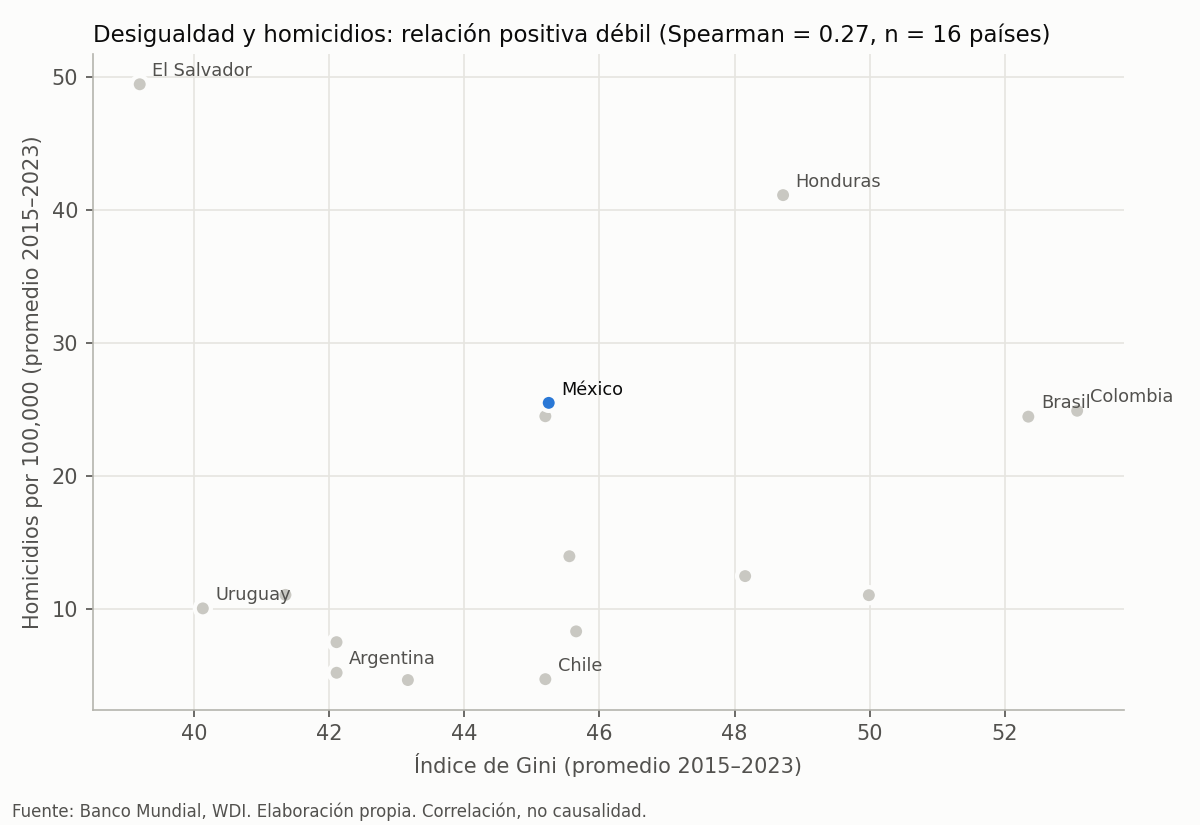 Desigualdad y homicidios: relación positiva débil (Spearman = 0.27, n = 16 países)
Homicidios por 100,000 (promedio 2015–2023)
50
40
30
20
10
El Salvador
Honduras
México
Brasil
Colombia
Uruguay
Argentina
Chile
40
42
44
46
48
50
52
Índice de Gini (promedio 2015–2023)
Fuente: Banco Mundial, WDI. Elaboración propia. Correlación, no causalidad.